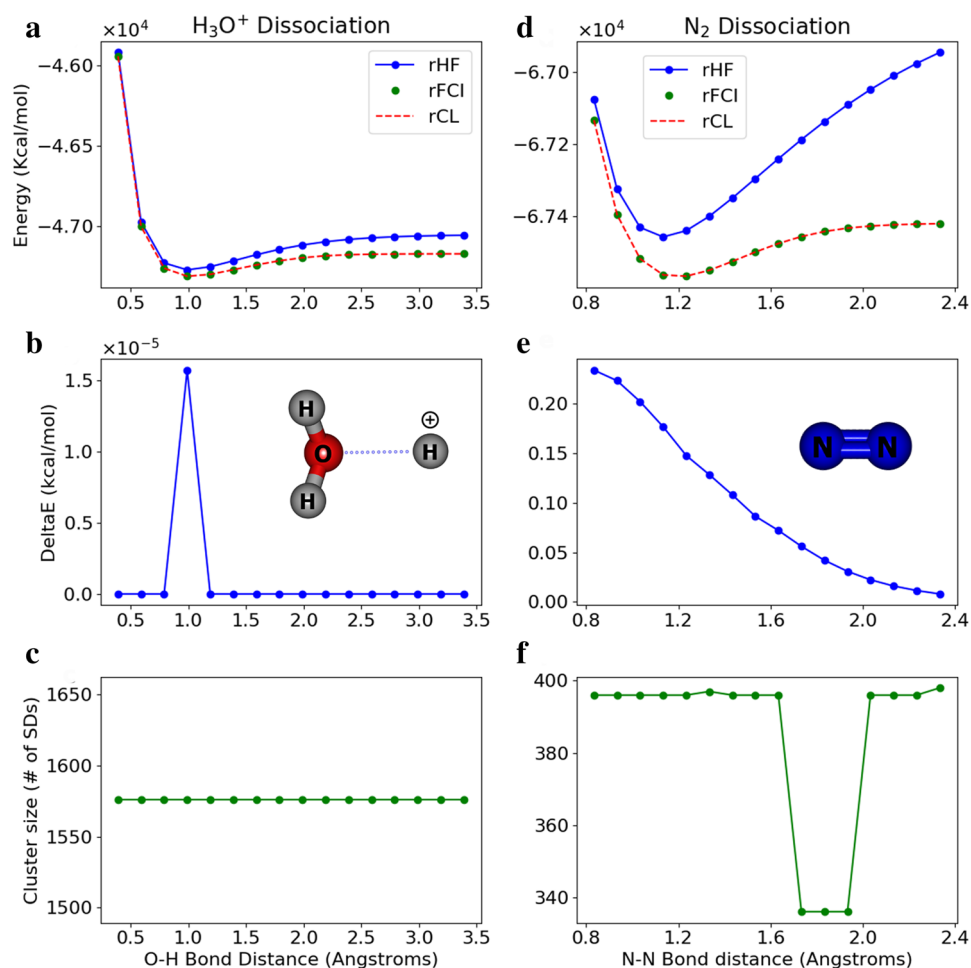 a
×10⁴
H₃O⁺ Dissociation
−4.60
−4.65
−4.70
Energy (Kcal/mol)
rHF
rFCI
rCL
0.5 1.0 1.5 2.0 2.5 3.0 3.5
d
×10⁴
N₂ Dissociation
−6.70
−6.72
−6.74
rHF
rFCI
rCL
0.8 1.2 1.6 2.0 2.4
b
×10⁻⁵
1.5
1.0
0.5
0.0
DeltaE (kcal/mol)
H
O
H
H
⊕
0.5 1.0 1.5 2.0 2.5 3.0 3.5
e
0.20
0.15
0.10
0.05
0.00
N N
0.8 1.2 1.6 2.0 2.4
c
1650
1600
1550
1500
Cluster size (# of SDs)
0.5 1.0 1.5 2.0 2.5 3.0 3.5
O-H Bond Distance (Angstroms)
f
400
380
360
340
0.8 1.2 1.6 2.0 2.4
N-N Bond distance (Angstroms)